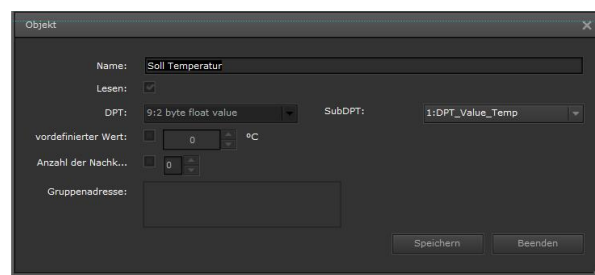 Objekt
Name: Soll Temperatur
Lesen:
DPT: 9:2 byte float value SubDPT: 1:DPT_Value_Temp
vordefinierter Wert: 0 ºC
Anzahl der Nachk... 0
Gruppenadresse:
Speichern Beenden